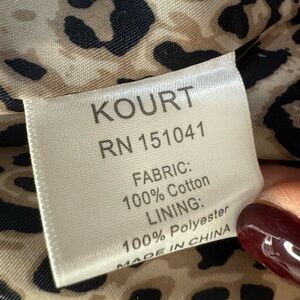 KOURT
RN 151041
FABRIC:
100% Cotton
LINING:
100% Polyester
MADE IN CHINA